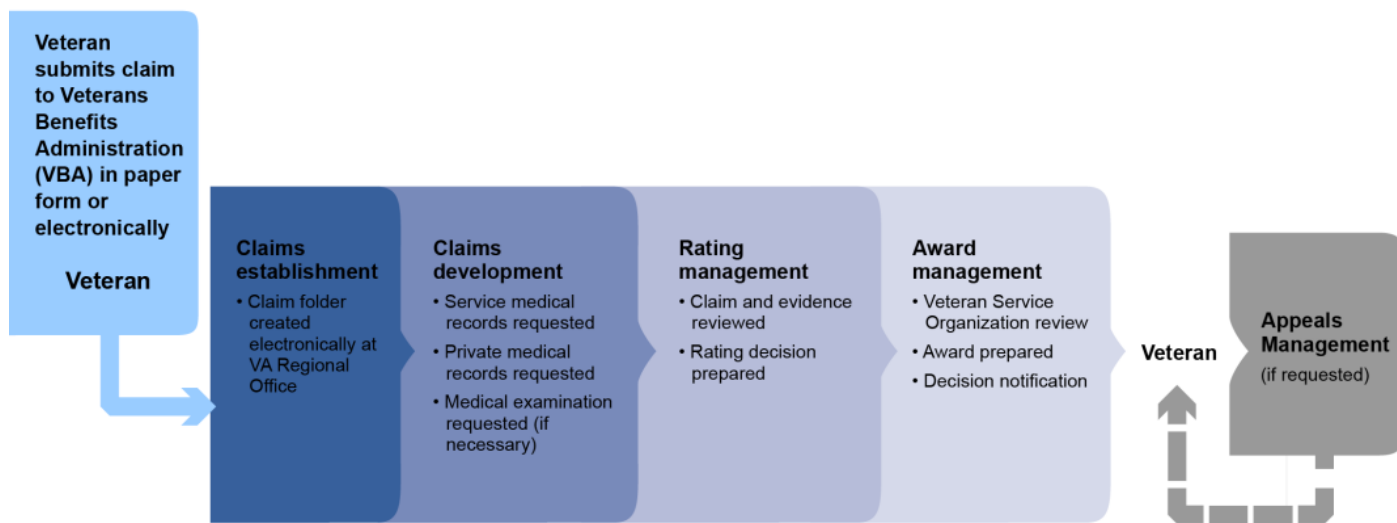 Veteran
submits claim
to Veterans
Benefits
Administration
(VBA) in paper
form or
electronically
Veteran
Claims
establishment
• Claim folder
created
electronically at
VA Regional
Office
Claims
development
• Service medical
records requested
• Private medical
records requested
• Medical examination
requested (if
necessary)
Rating
management
• Claim and evidence
reviewed
• Rating decision
prepared
Award
management
• Veteran Service
Organization review
• Award prepared
• Decision notification
Veteran
Appeals
Management
(if requested)